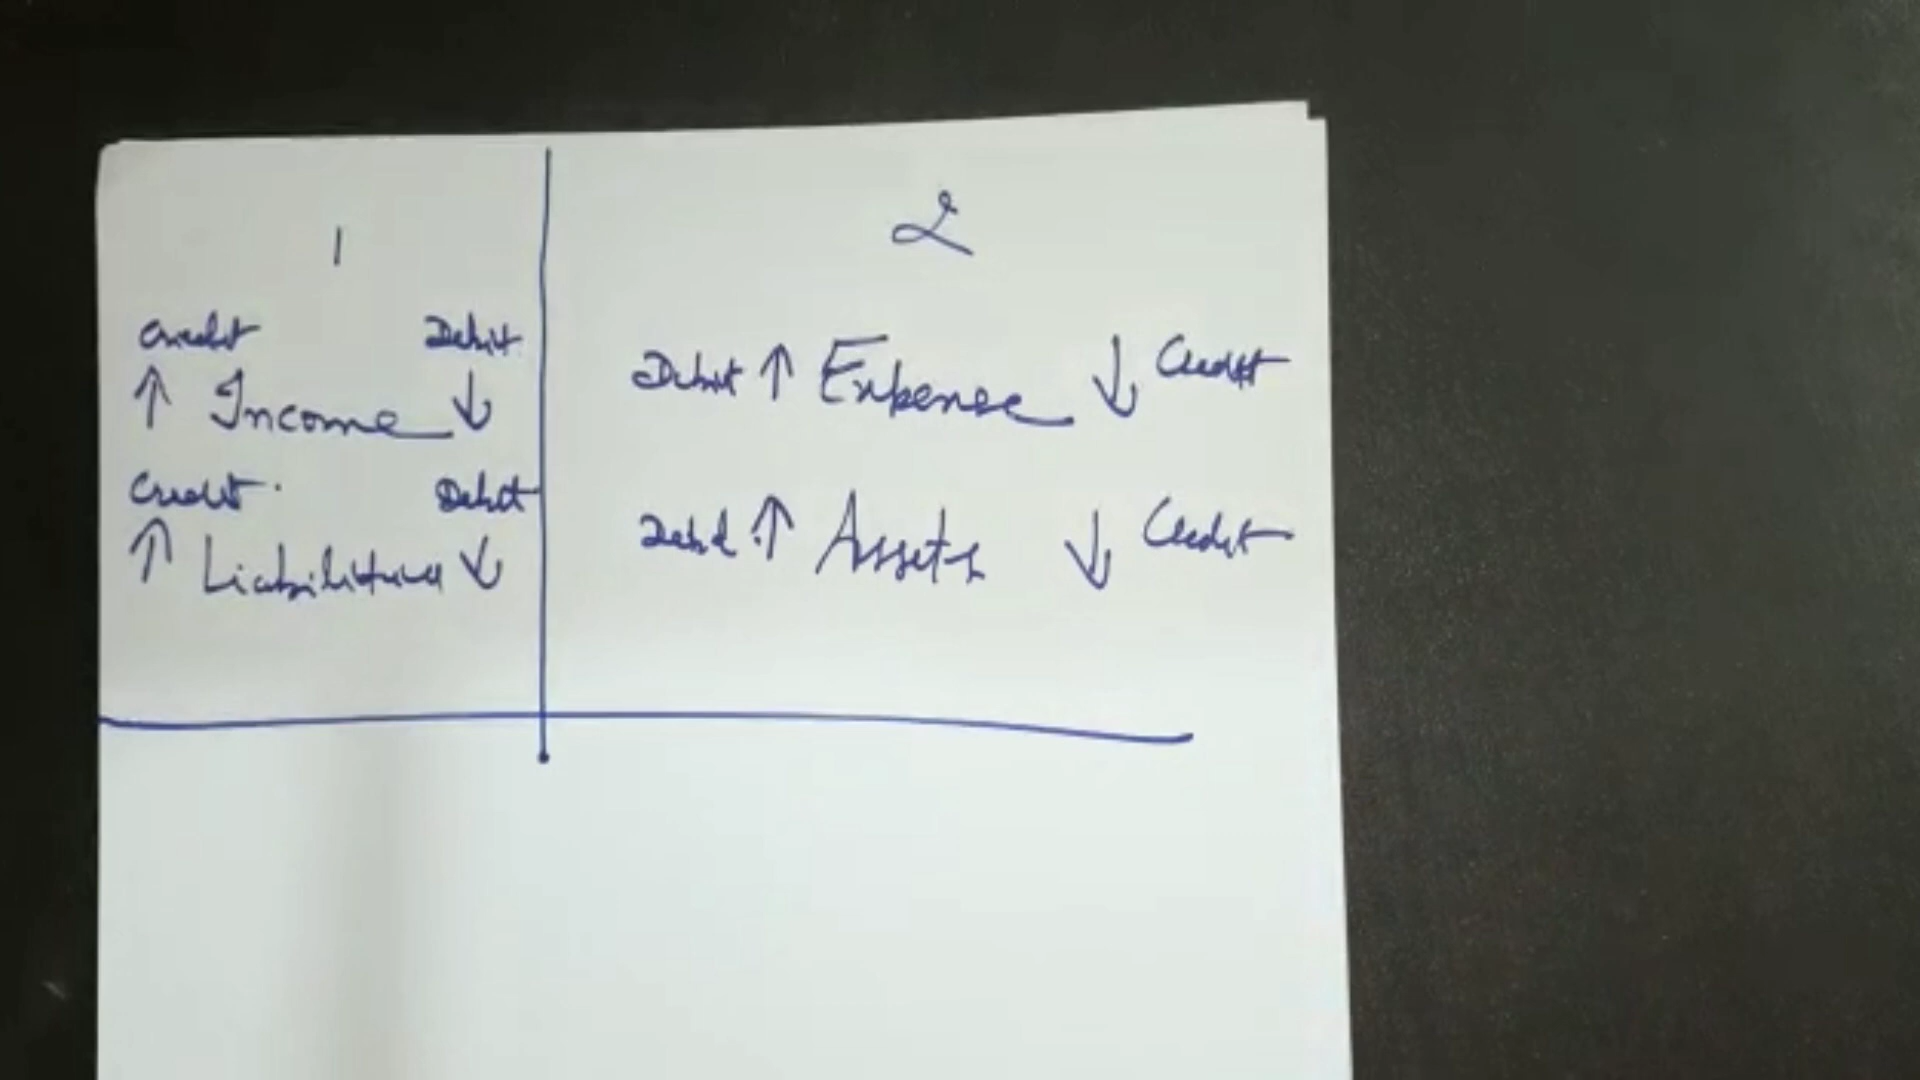 1
Credit Debit
↑ Income ↓
Credit Debit
↑ Liabilities ↓
2
Debit ↑ Expense ↓ Credit
Debit ↑ Assets ↓ Credit